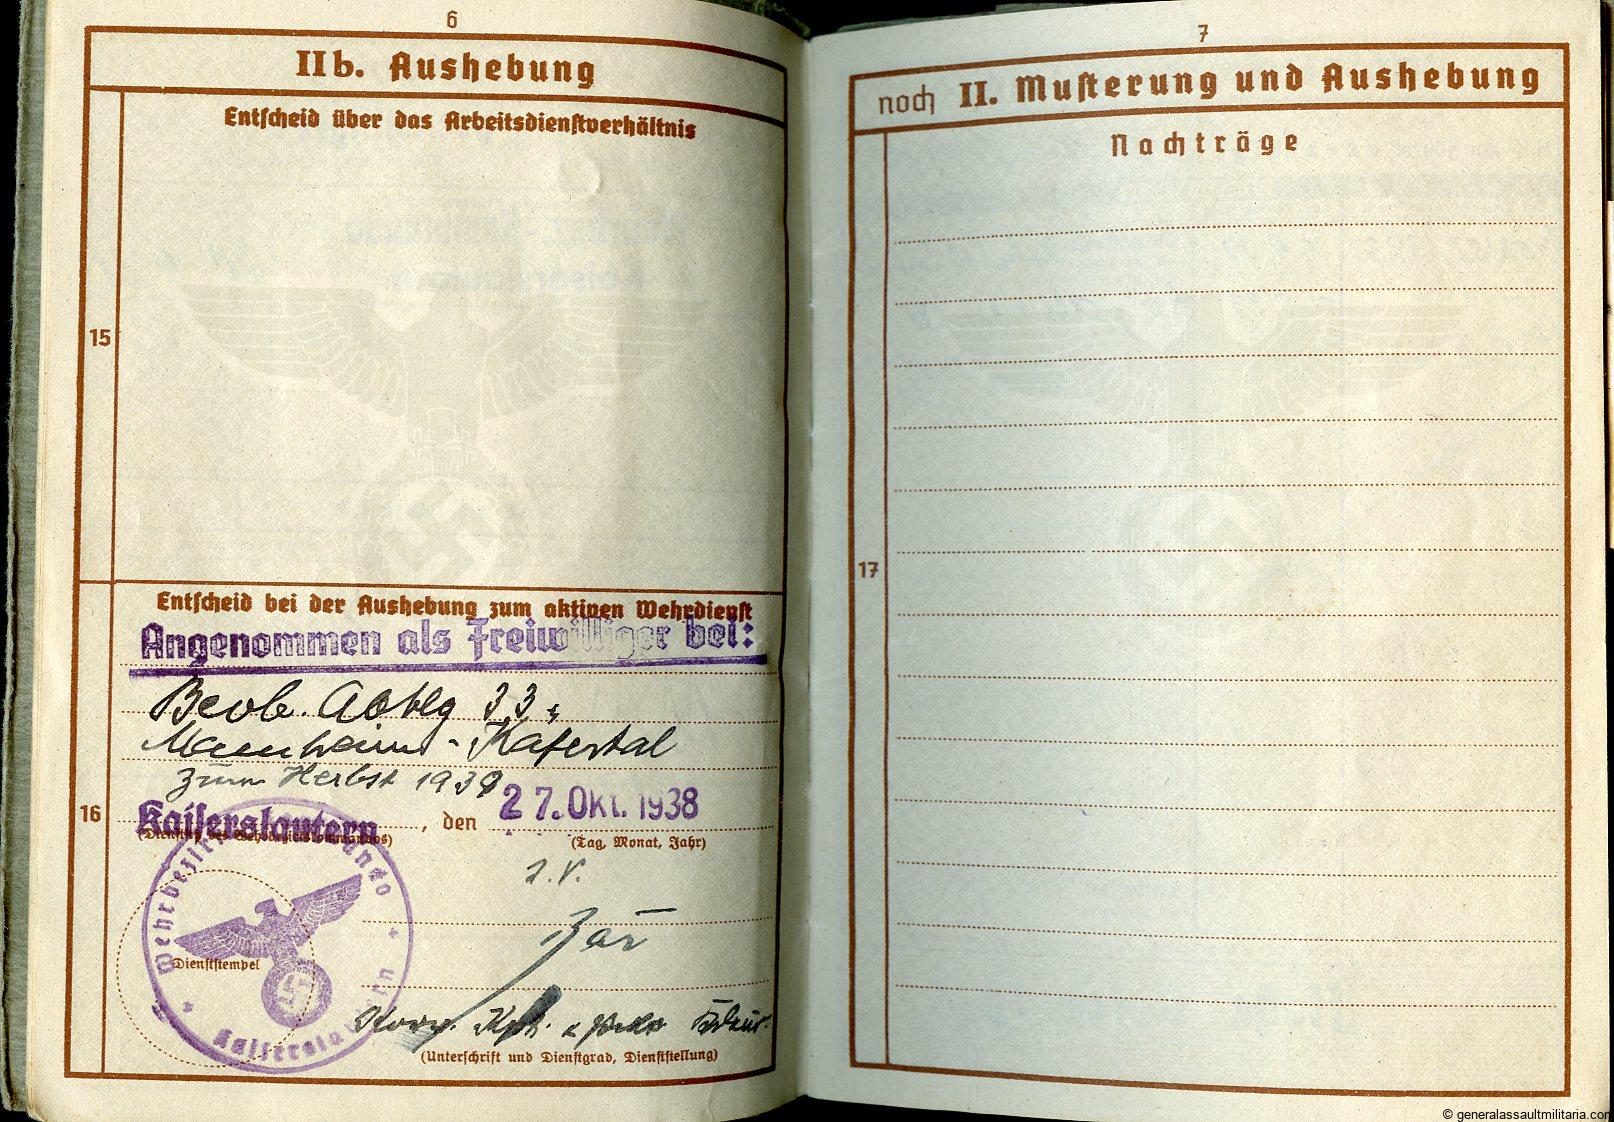 6
IIb. Aushebung
Entscheid über das Arbeitsdienstverhältnis
15
Entscheid bei der Aushebung zum aktiven Wehrdienst
Angenommen als Freiwilliger bei:
Beob. Abtlg 33,
Mannheim - Käfertal
zum Herbst 1939
16
Kaiserslautern, den 27. Okt. 1938
(Tag, Monat, Jahr)
I.V.
Bär
Wehrbezirkskommando
Kaiserslautern
Dienststempel
(Unterschrift und Dienstgrad, Dienststellung)
7
noch II. Musterung und Aushebung
Nachträge
17
© generalassaultmilitaria.com